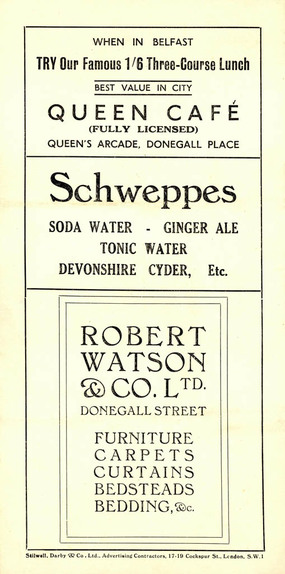 WHEN IN BELFAST
TRY Our Famous 1/6 Three-Course Lunch
BEST VALUE IN CITY
QUEEN CAFÉ
(FULLY LICENSED)
QUEEN'S ARCADE, DONEGALL PLACE
Schweppes
SODA WATER - GINGER ALE
TONIC WATER
DEVONSHIRE CYDER, Etc.
ROBERT
WATSON
& CO. LTD.
DONEGALL STREET
FURNITURE
CARPETS
CURTAINS
BEDSTEADS
BEDDING, &c.
Stilwell, Darby & Co., Ltd., Advertising Contractors, 17-19 Cockspur St., London, S.W.1